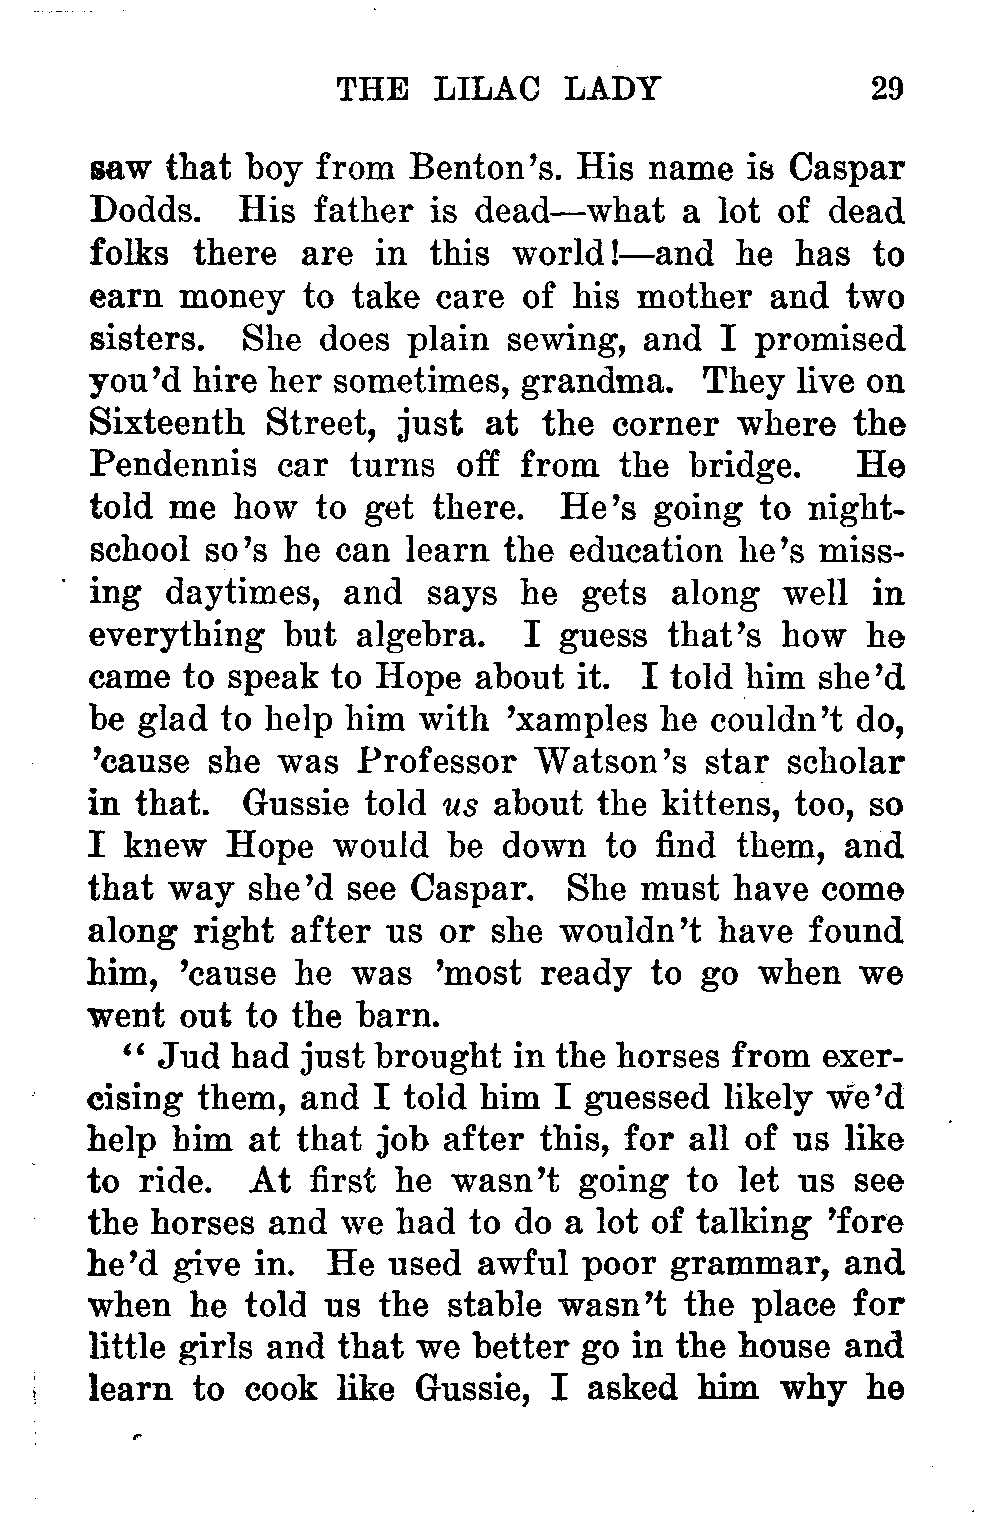 THE LILAC LADY 29
saw that boy from Benton's. His name is Caspar
Dodds. His father is dead—what a lot of dead
folks there are in this world!—and he has to
earn money to take care of his mother and two
sisters. She does plain sewing, and I promised
you'd hire her sometimes, grandma. They live on
Sixteenth Street, just at the corner where the
Pendennis car turns off from the bridge. He
told me how to get there. He's going to night-
school so's he can learn the education he's miss-
ing daytimes, and says he gets along well in
everything but algebra. I guess that's how he
came to speak to Hope about it. I told him she'd
be glad to help him with 'xamples he couldn't do,
'cause she was Professor Watson's star scholar
in that. Gussie told us about the kittens, too, so
I knew Hope would be down to find them, and
that way she'd see Caspar. She must have come
along right after us or she wouldn't have found
him, 'cause he was 'most ready to go when we
went out to the barn.
"Jud had just brought in the horses from exer-
cising them, and I told him I guessed likely we'd
help him at that job after this, for all of us like
to ride. At first he wasn't going to let us see
the horses and we had to do a lot of talking 'fore
he'd give in. He used awful poor grammar, and
when he told us the stable wasn't the place for
little girls and that we better go in the house and
learn to cook like Gussie, I asked him why he